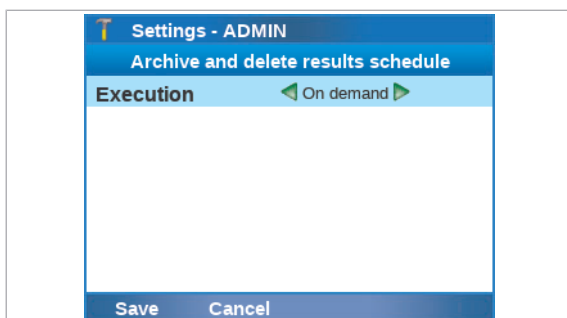 Settings - ADMIN
Archive and delete results schedule
Execution On demand
Save Cancel